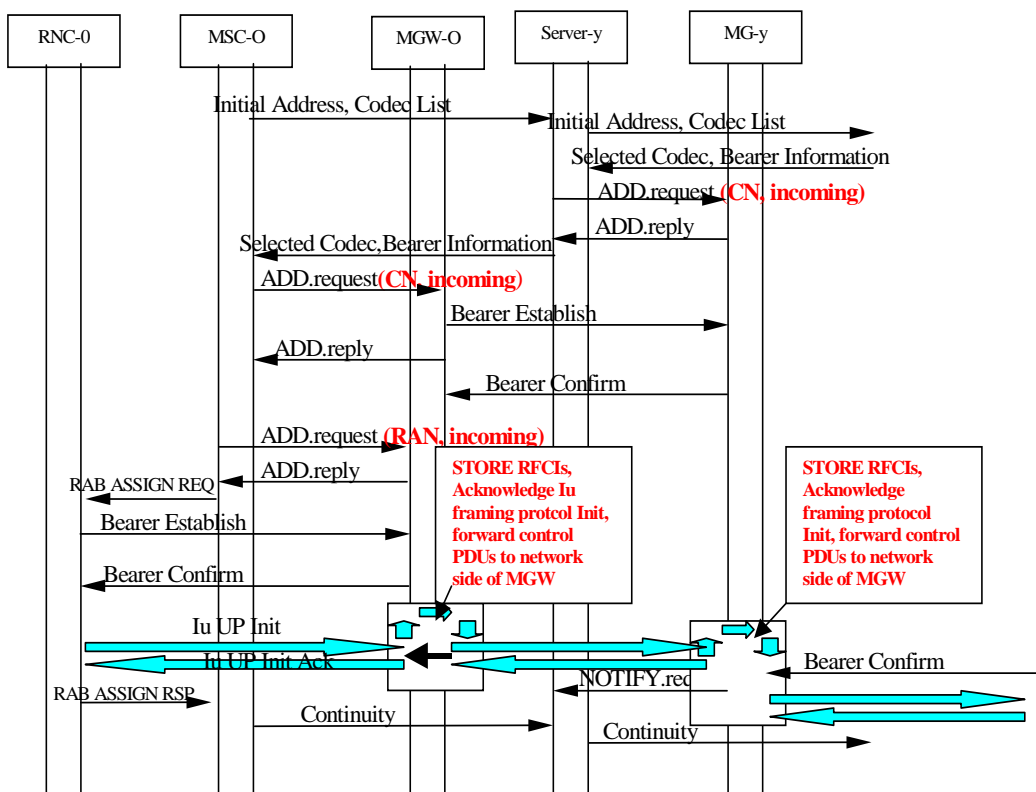 RNC-0
MSC-O
MGW-O
Server-y
MG-y
Initial Address, Codec List
Initial Address, Codec List
Selected Codec, Bearer Information
ADD.request (CN, incoming)
ADD.reply
Selected Codec,Bearer Information
ADD.request(CN, incoming)
Bearer Establish
ADD.reply
Bearer Confirm
ADD.request (RAN, incoming)
ADD.reply
RAB ASSIGN REQ
Bearer Establish
Bearer Confirm
STORE RFCIs,
Acknowledge Iu
framing protcol Init,
forward control
PDUs to network
side of MGW
STORE RFCIs,
Acknowledge
framing protocol
Init, forward control
PDUs to network
side of MGW
Iu UP Init
Iu UP Init Ack
Bearer Confirm
NOTIFY.req
RAB ASSIGN RSP
Continuity
Continuity